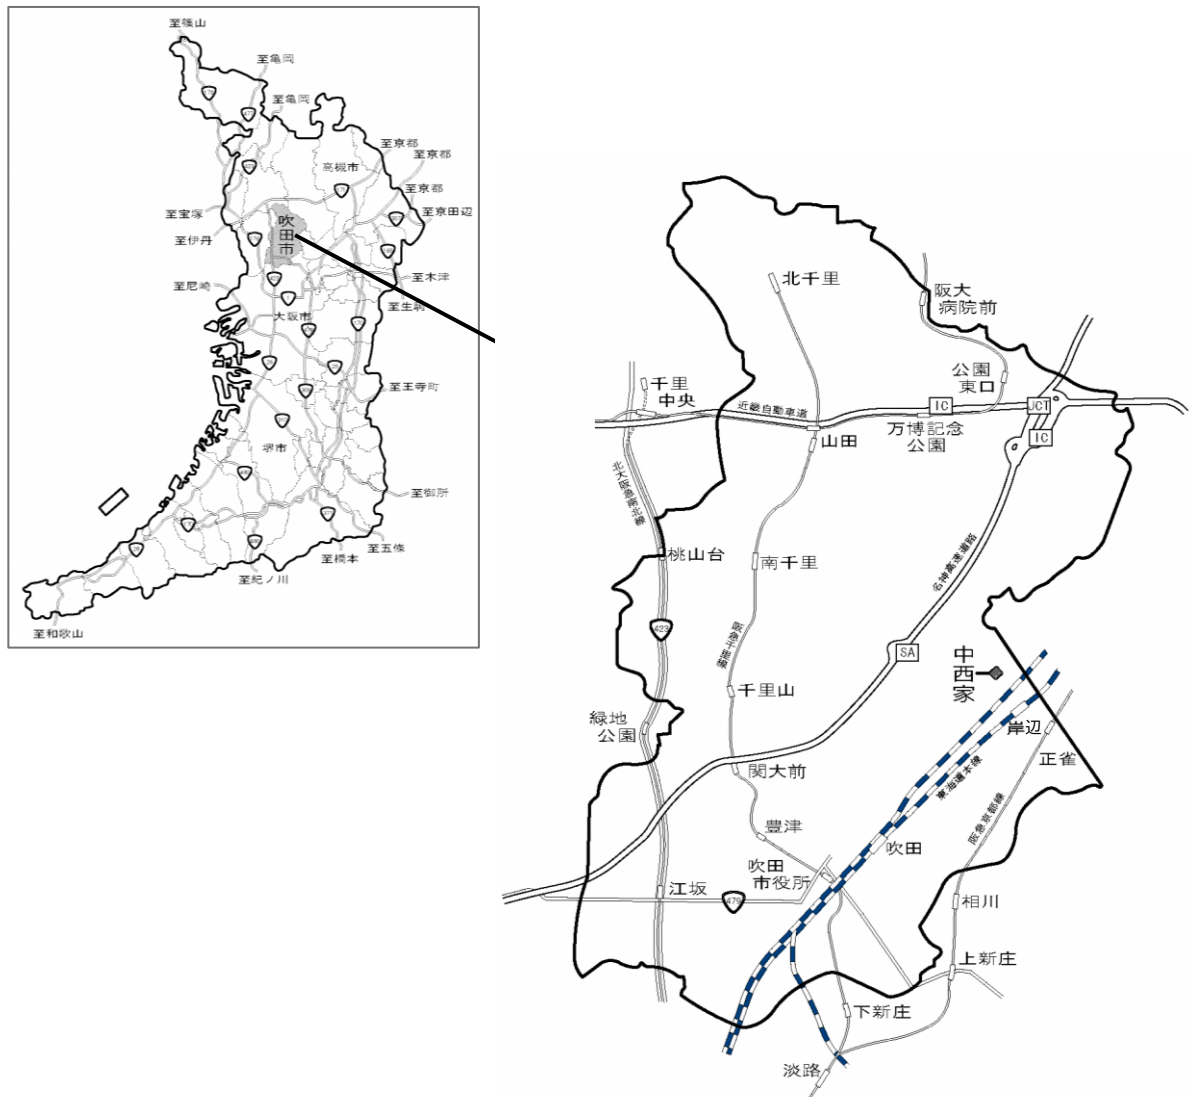 至篠山
至亀岡
至亀岡
至京都
至京都
高槻市
至京都
至京田辺
至宝塚
吹田市
至伊丹
至木津
至尼崎
至生駒
大阪市
至王寺町
堺市
至御所
至五條
至橋本
至紀ノ川
至和歌山
北千里
阪大
病院前
公園
東口
千里
中央
近畿自動車道
IC
JCT
万博記念
公園
IC
山田
北大阪急南北線
桃山台
南千里
名神高速道路
423
阪急千里線
SA
中西家
千里山
緑地
公園
岸辺
正雀
関大前
東海道本線
阪急京都線
豊津
吹田
吹田
市役所
江坂
479
相川
上新庄
下新庄
淡路